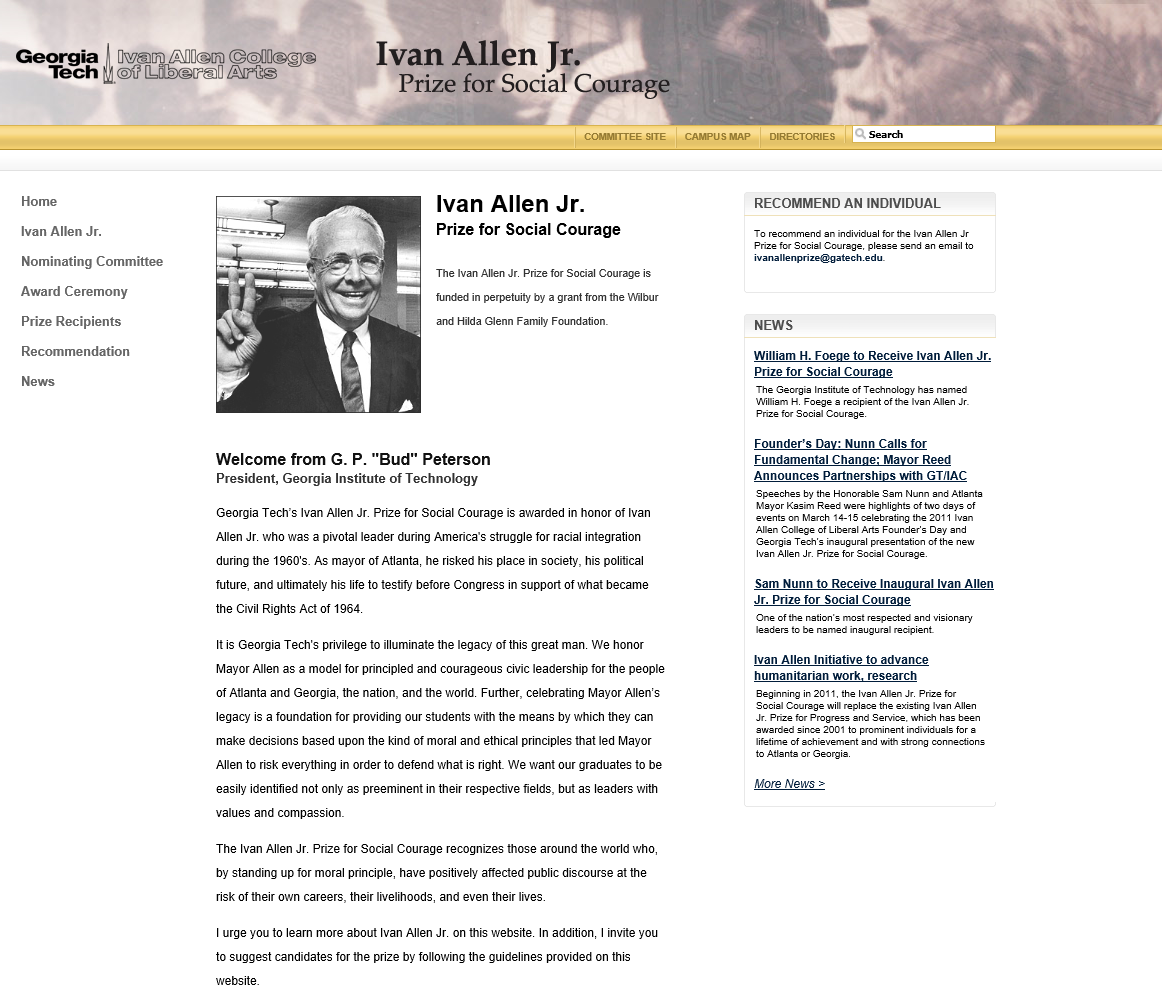 Georgia Tech
Ivan Allen College
of Liberal Arts
Ivan Allen Jr.
Prize for Social Courage
COMMITTEE SITE
CAMPUS MAP
DIRECTORIES
Search
Home
Ivan Allen Jr.
Nominating Committee
Award Ceremony
Prize Recipients
Recommendation
News
Ivan Allen Jr.
Prize for Social Courage
The Ivan Allen Jr. Prize for Social Courage is
funded in perpetuity by a grant from the Wilbur
and Hilda Glenn Family Foundation.
Welcome from G. P. "Bud" Peterson
President, Georgia Institute of Technology
Georgia Tech's Ivan Allen Jr. Prize for Social Courage is awarded in honor of Ivan
Allen Jr. who was a pivotal leader during America's struggle for racial integration
during the 1960's. As mayor of Atlanta, he risked his place in society, his political
future, and ultimately his life to testify before Congress in support of what became
the Civil Rights Act of 1964.
It is Georgia Tech's privilege to illuminate the legacy of this great man. We honor
Mayor Allen as a model for principled and courageous civic leadership for the people
of Atlanta and Georgia, the nation, and the world. Further, celebrating Mayor Allen's
legacy is a foundation for providing our students with the means by which they can
make decisions based upon the kind of moral and ethical principles that led Mayor
Allen to risk everything in order to defend what is right. We want our graduates to be
easily identified not only as preeminent in their respective fields, but as leaders with
values and compassion.
The Ivan Allen Jr. Prize for Social Courage recognizes those around the world who,
by standing up for moral principle, have positively affected public discourse at the
risk of their own careers, their livelihoods, and even their lives.
I urge you to learn more about Ivan Allen Jr. on this website. In addition, I invite you
to suggest candidates for the prize by following the guidelines provided on this
website.
RECOMMEND AN INDIVIDUAL
To recommend an individual for the Ivan Allen Jr
Prize for Social Courage, please send an email to
ivanallenprize@gatech.edu.
NEWS
William H. Foege to Receive Ivan Allen Jr.
Prize for Social Courage
The Georgia Institute of Technology has named
William H. Foege a recipient of the Ivan Allen Jr.
Prize for Social Courage.
Founder's Day: Nunn Calls for
Fundamental Change; Mayor Reed
Announces Partnerships with GT/IAC
Speeches by the Honorable Sam Nunn and Atlanta
Mayor Kasim Reed were highlights of two days of
events on March 14-15 celebrating the 2011 Ivan
Allen College of Liberal Arts Founder's Day and
Georgia Tech's inaugural presentation of the new
Ivan Allen Jr. Prize for Social Courage.
Sam Nunn to Receive Inaugural Ivan Allen
Jr. Prize for Social Courage
One of the nation's most respected and visionary
leaders to be named inaugural recipient.
Ivan Allen Initiative to advance
humanitarian work, research
Beginning in 2011, the Ivan Allen Jr. Prize for
Social Courage will replace the existing Ivan Allen
Jr. Prize for Progress and Service, which has been
awarded since 2001 to prominent individuals for a
lifetime of achievement and with strong connections
to Atlanta or Georgia.
More News >